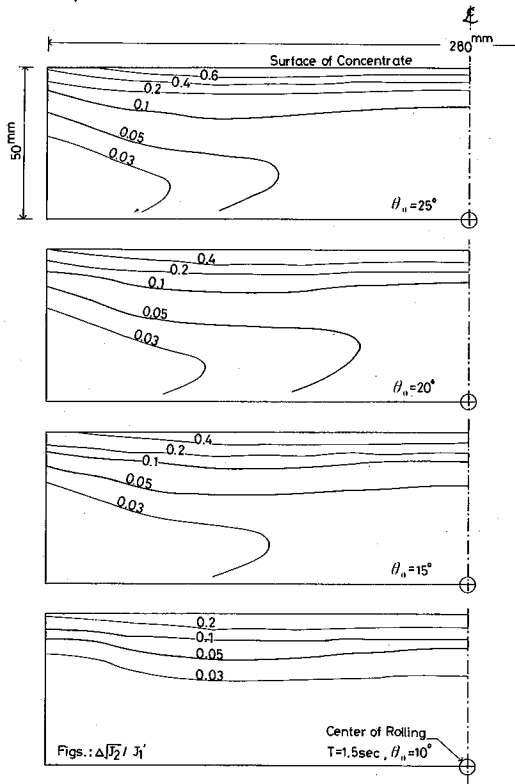 ℄
280mm
Surface of Concentrate
50mm
0.6
0.4
0.2
0.1
0.05
0.03
θ₀=25°
0.4
0.2
0.1
0.05
0.03
θ₀=20°
0.4
0.2
0.1
0.05
0.03
θ₀=15°
0.2
0.1
0.05
0.03
Center of Rolling
Figs.: Δ√J₂/ J₁′
T=1.5sec, θ₀=10°